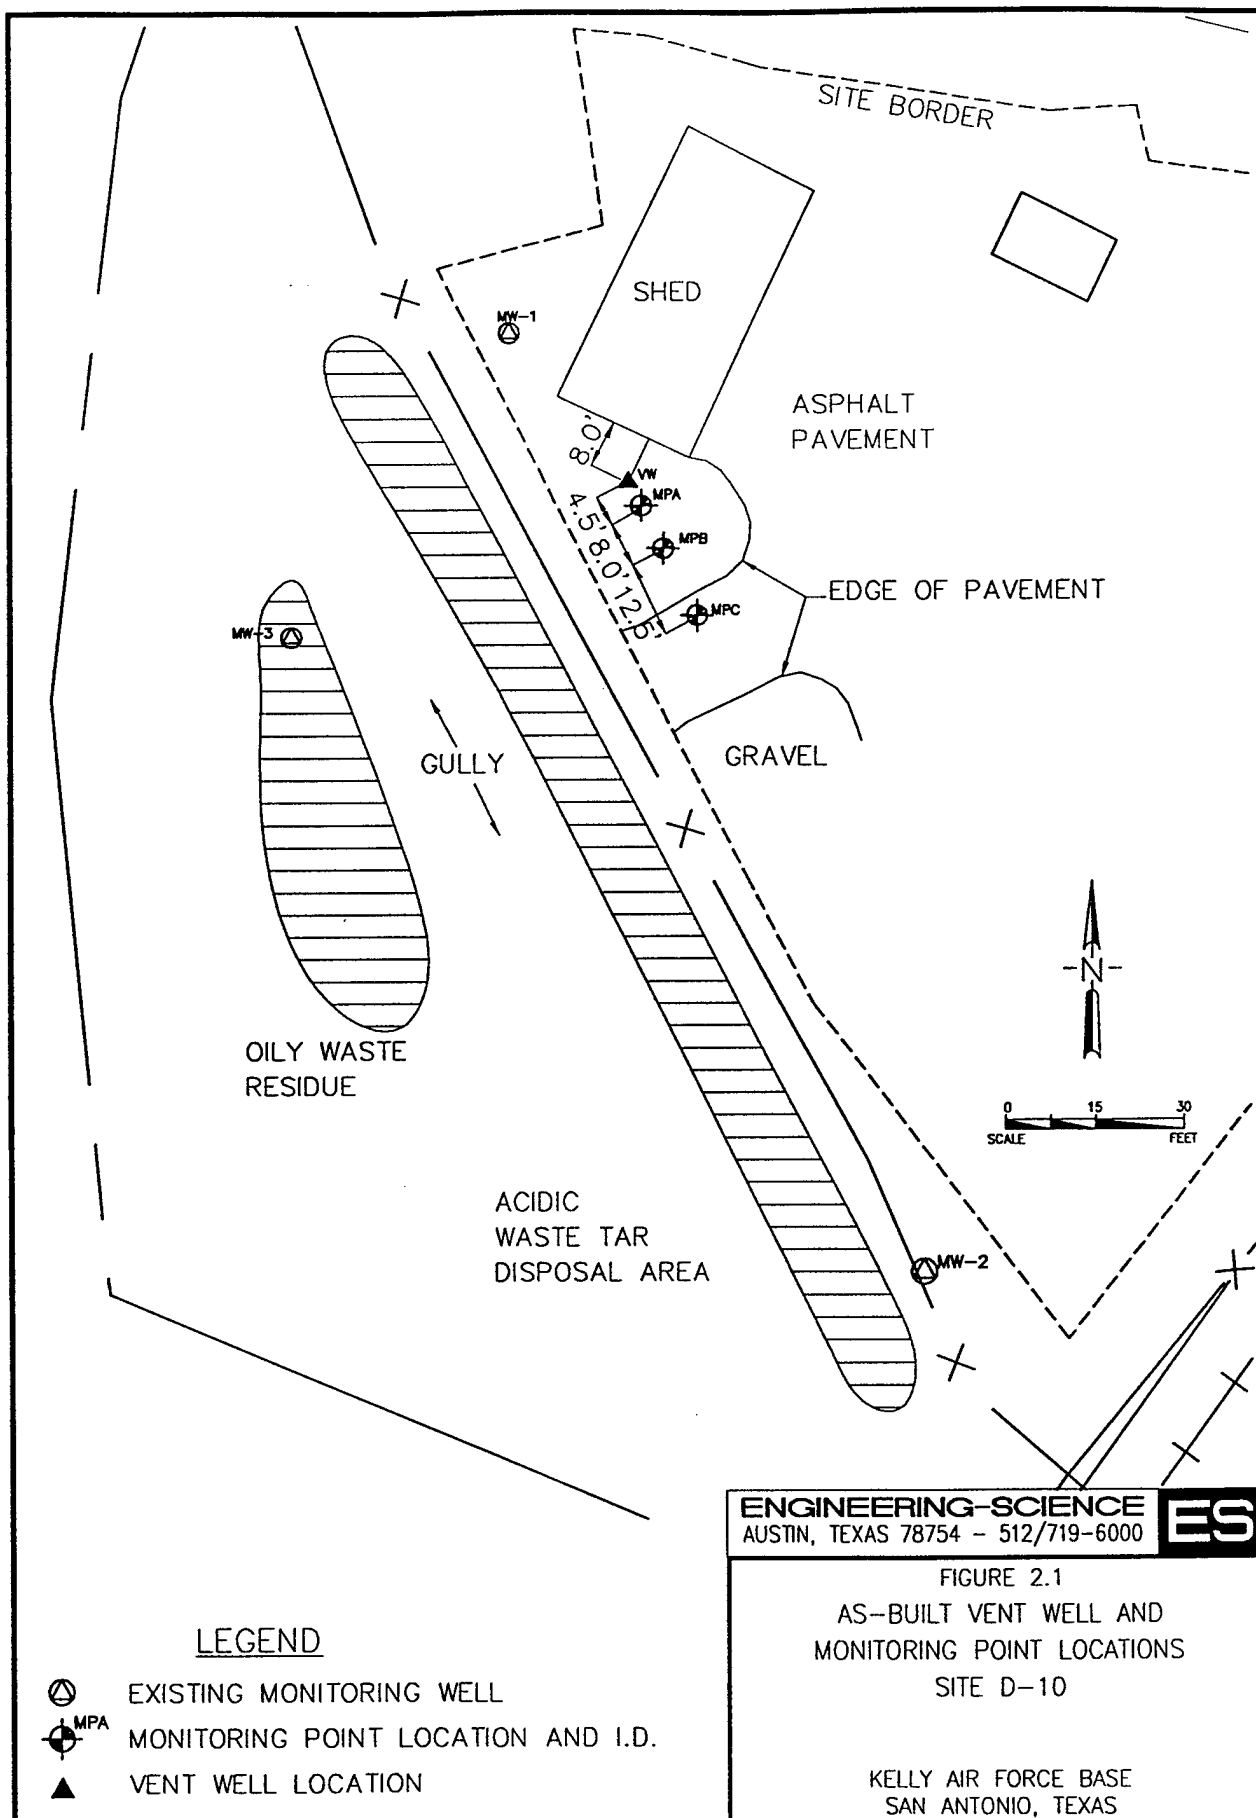 SITE BORDER
SHED
MW-1
ASPHALT
PAVEMENT
8.0'
VW
MPA
4.5'
MPB
8.0'
EDGE OF PAVEMENT
MPC
12.5'
MW-3
GULLY
GRAVEL
N
OILY WASTE
RESIDUE
0 15 30
SCALE FEET
ACIDIC
WASTE TAR
DISPOSAL AREA
MW-2
ENGINEERING-SCIENCE
AUSTIN, TEXAS 78754 - 512/719-6000
ES
FIGURE 2.1
AS-BUILT VENT WELL AND
MONITORING POINT LOCATIONS
SITE D-10
KELLY AIR FORCE BASE
SAN ANTONIO, TEXAS
LEGEND
EXISTING MONITORING WELL
MPA
MONITORING POINT LOCATION AND I.D.
VENT WELL LOCATION